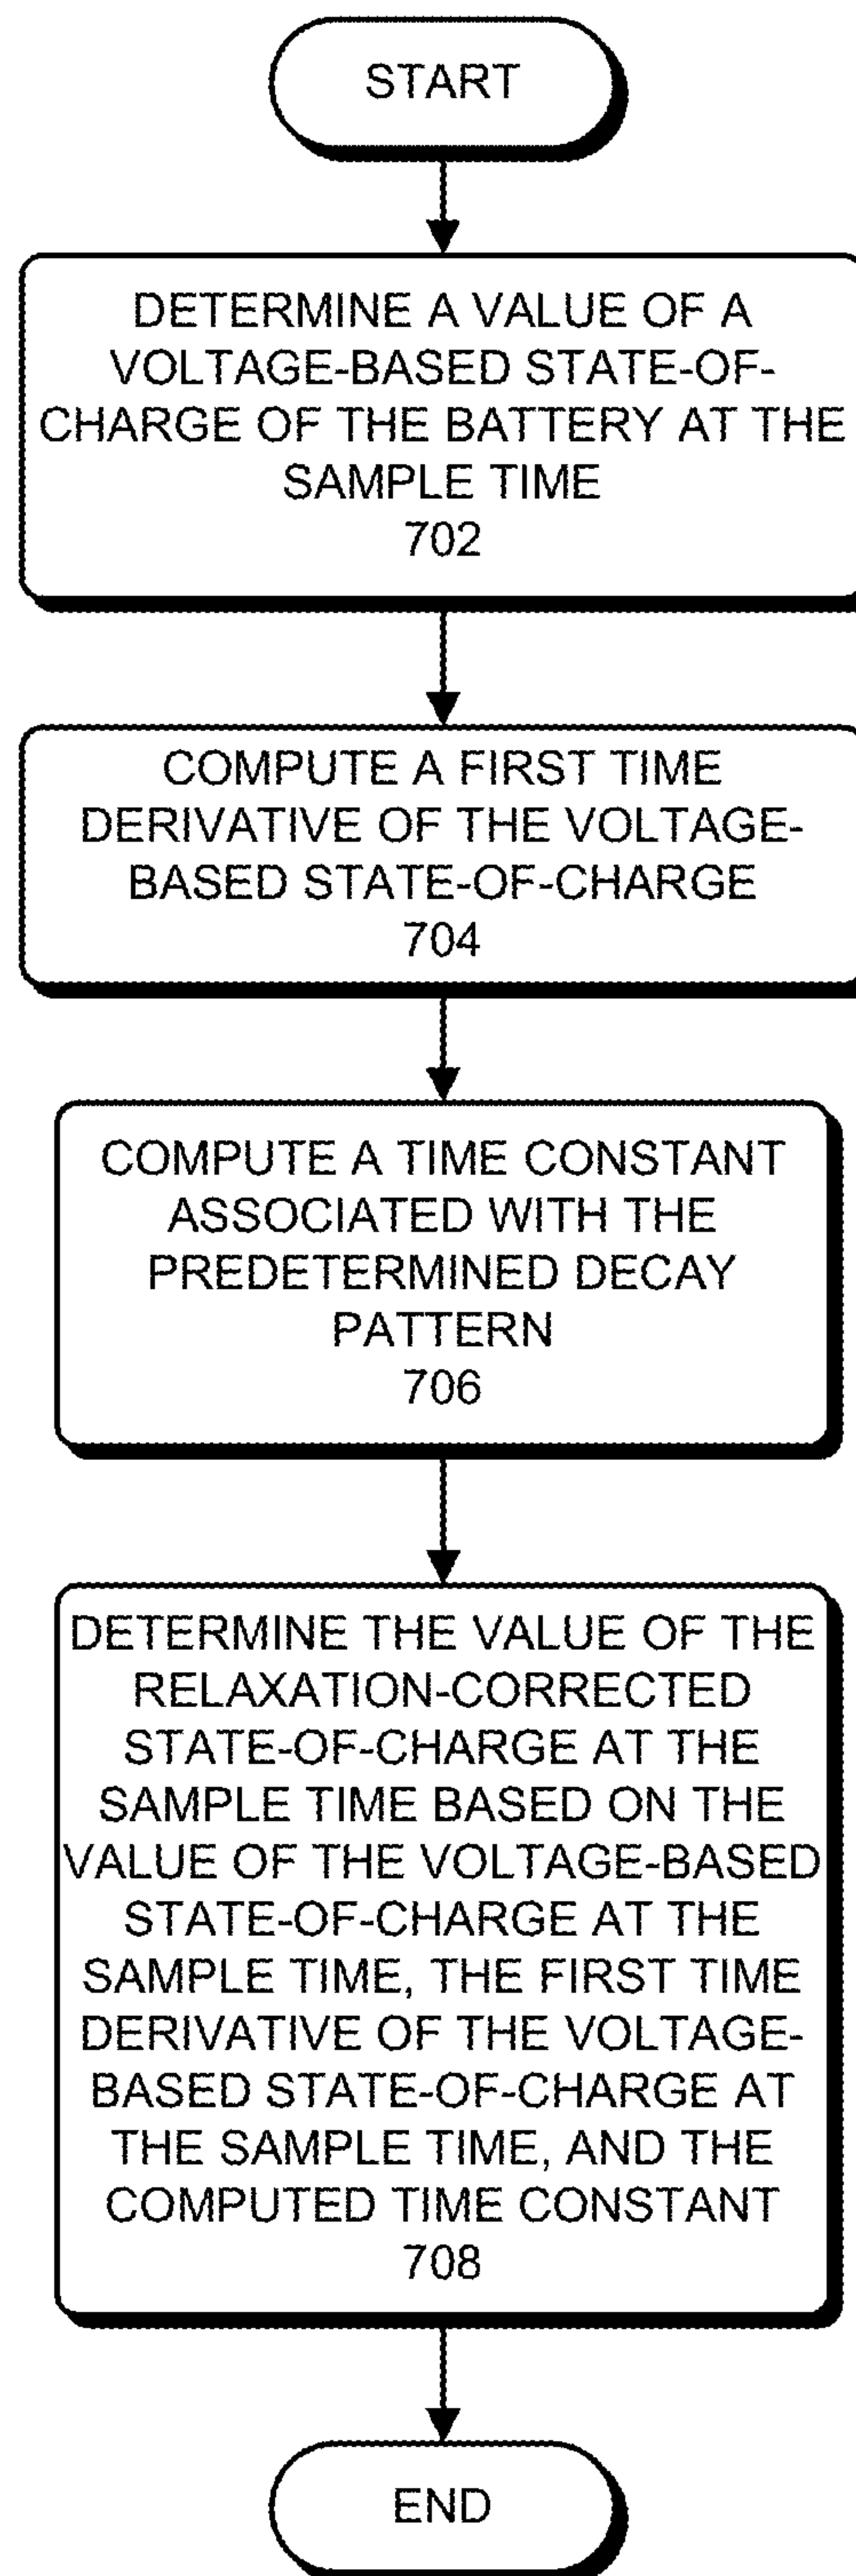 START
DETERMINE A VALUE OF A
VOLTAGE-BASED STATE-OF-
CHARGE OF THE BATTERY AT THE
SAMPLE TIME
702
COMPUTE A FIRST TIME
DERIVATIVE OF THE VOLTAGE-
BASED STATE-OF-CHARGE
704
COMPUTE A TIME CONSTANT
ASSOCIATED WITH THE
PREDETERMINED DECAY
PATTERN
706
DETERMINE THE VALUE OF THE
RELAXATION-CORRECTED
STATE-OF-CHARGE AT THE
SAMPLE TIME BASED ON THE
VALUE OF THE VOLTAGE-BASED
STATE-OF-CHARGE AT THE
SAMPLE TIME, THE FIRST TIME
DERIVATIVE OF THE VOLTAGE-
BASED STATE-OF-CHARGE AT
THE SAMPLE TIME, AND THE
COMPUTED TIME CONSTANT
708
END